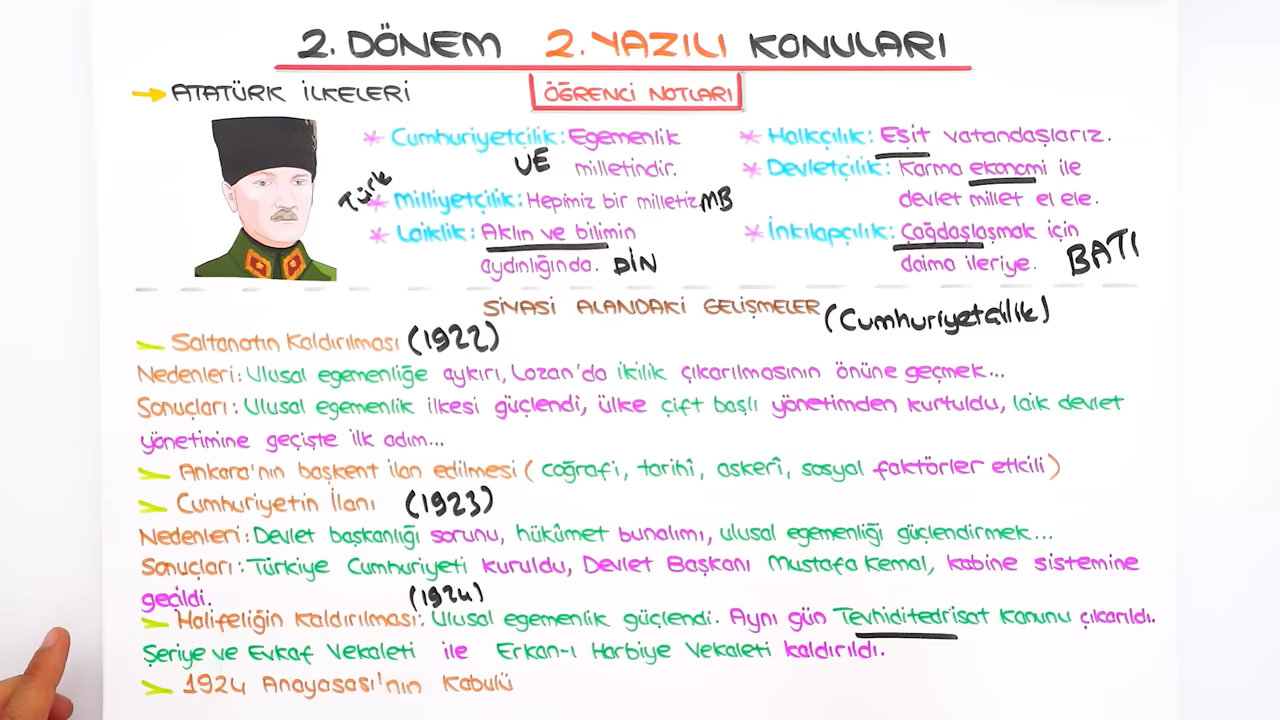 2. DÖNEM 2. YAZILI KONULARI
ATATÜRK İLKELERİ
ÖĞRENCİ NOTLARI
* Cumhuriyetçilik: Egemenlik
UE milletindir.
Türk
* Milliyetçilik: Hepimiz bir milletiz MB
* Laiklik: Aklın ve bilimin
aydınlığında. DİN
* Halkçılık: Eşit vatandaşlarız.
* Devletçilik: Karma ekonomi ile
devlet millet el ele.
* İnkılapçılık: Çağdaşlaşmak için
daima ileriye. BATI
SİYASİ ALANDAKİ GELİŞMELER (Cumhuriyetçilik)
Saltanatın Kaldırılması (1922)
Nedenleri: Ulusal egemenliğe aykırı, Lozan'da ikilik çıkarılmasının önüne geçmek...
Sonuçları: Ulusal egemenlik ilkesi güçlendi, ülke çift başlı yönetimden kurtuldu, laik devlet
yönetimine geçişte ilk adım...
Ankara'nın başkent ilan edilmesi (coğrafi, tarihî, askerî, sosyal faktörler etkili)
Cumhuriyetin İlanı (1923)
Nedenleri: Devlet başkanlığı sorunu, hükûmet bunalımı, ulusal egemenliği güçlendirmek...
Sonuçları: Türkiye Cumhuriyeti kuruldu, Devlet Başkanı Mustafa Kemal, kabine sistemine
geçildi. (1924)
Halifeliğin Kaldırılması: Ulusal egemenlik güçlendi. Aynı gün Tevhiditedrisat Kanunu çıkarıldı.
Şeriye ve Evkaf Vekaleti ile Erkan-ı Harbiye Vekaleti kaldırıldı.
1924 Anayasası'nın Kabulü